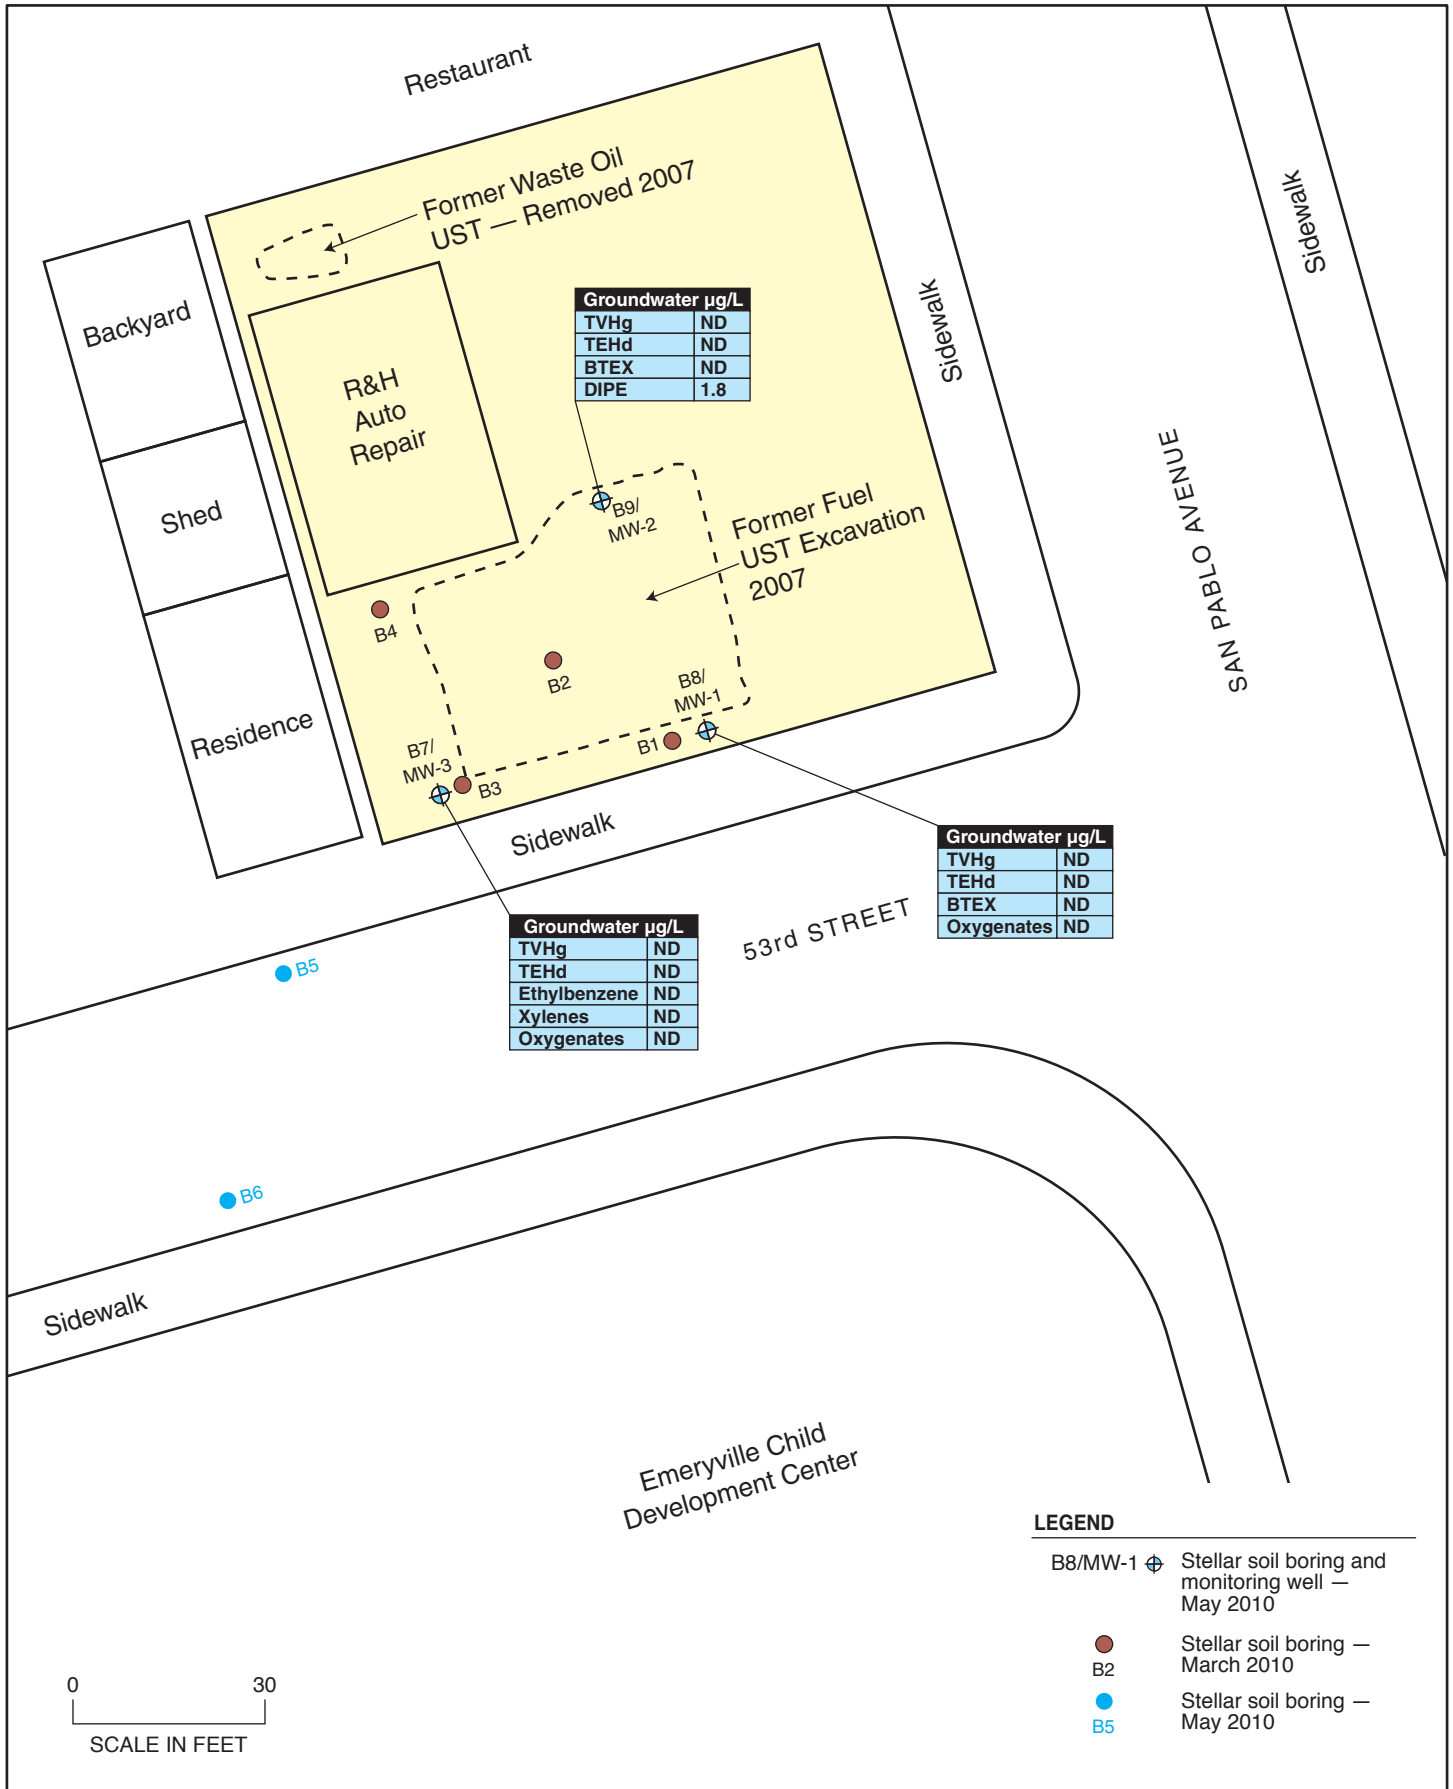 Restaurant
Former Waste Oil
UST — Removed 2007
Sidewalk
Sidewalk
Backyard
Groundwater µg/L
TVHg ND
TEHd ND
BTEX ND
DIPE 1.8
R&H
Auto
Repair
Shed
B9/
MW-2
Former Fuel
UST Excavation
2007
SAN PABLO AVENUE
B4
B2
B8/
MW-1
Residence
B7/
MW-3
B1
B3
Sidewalk
Groundwater µg/L
TVHg ND
TEHd ND
BTEX ND
Oxygenates ND
Groundwater µg/L
TVHg ND
TEHd ND
Ethylbenzene ND
Xylenes ND
Oxygenates ND
53rd STREET
B5
B6
Sidewalk
Emeryville Child
Development Center
LEGEND
B8/MW-1 Stellar soil boring and
monitoring well —
May 2010
Stellar soil boring —
B2 March 2010
Stellar soil boring —
B5 May 2010
0 30
SCALE IN FEET